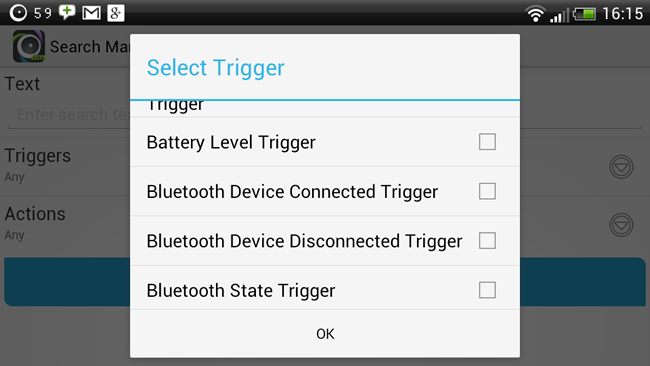 59
16:15
Search Ma
Select Trigger
Text
Trigger
Enter search te
Battery Level Trigger
Triggers
Any
Bluetooth Device Connected Trigger
Actions
Any
Bluetooth Device Disconnected Trigger
Bluetooth State Trigger
OK